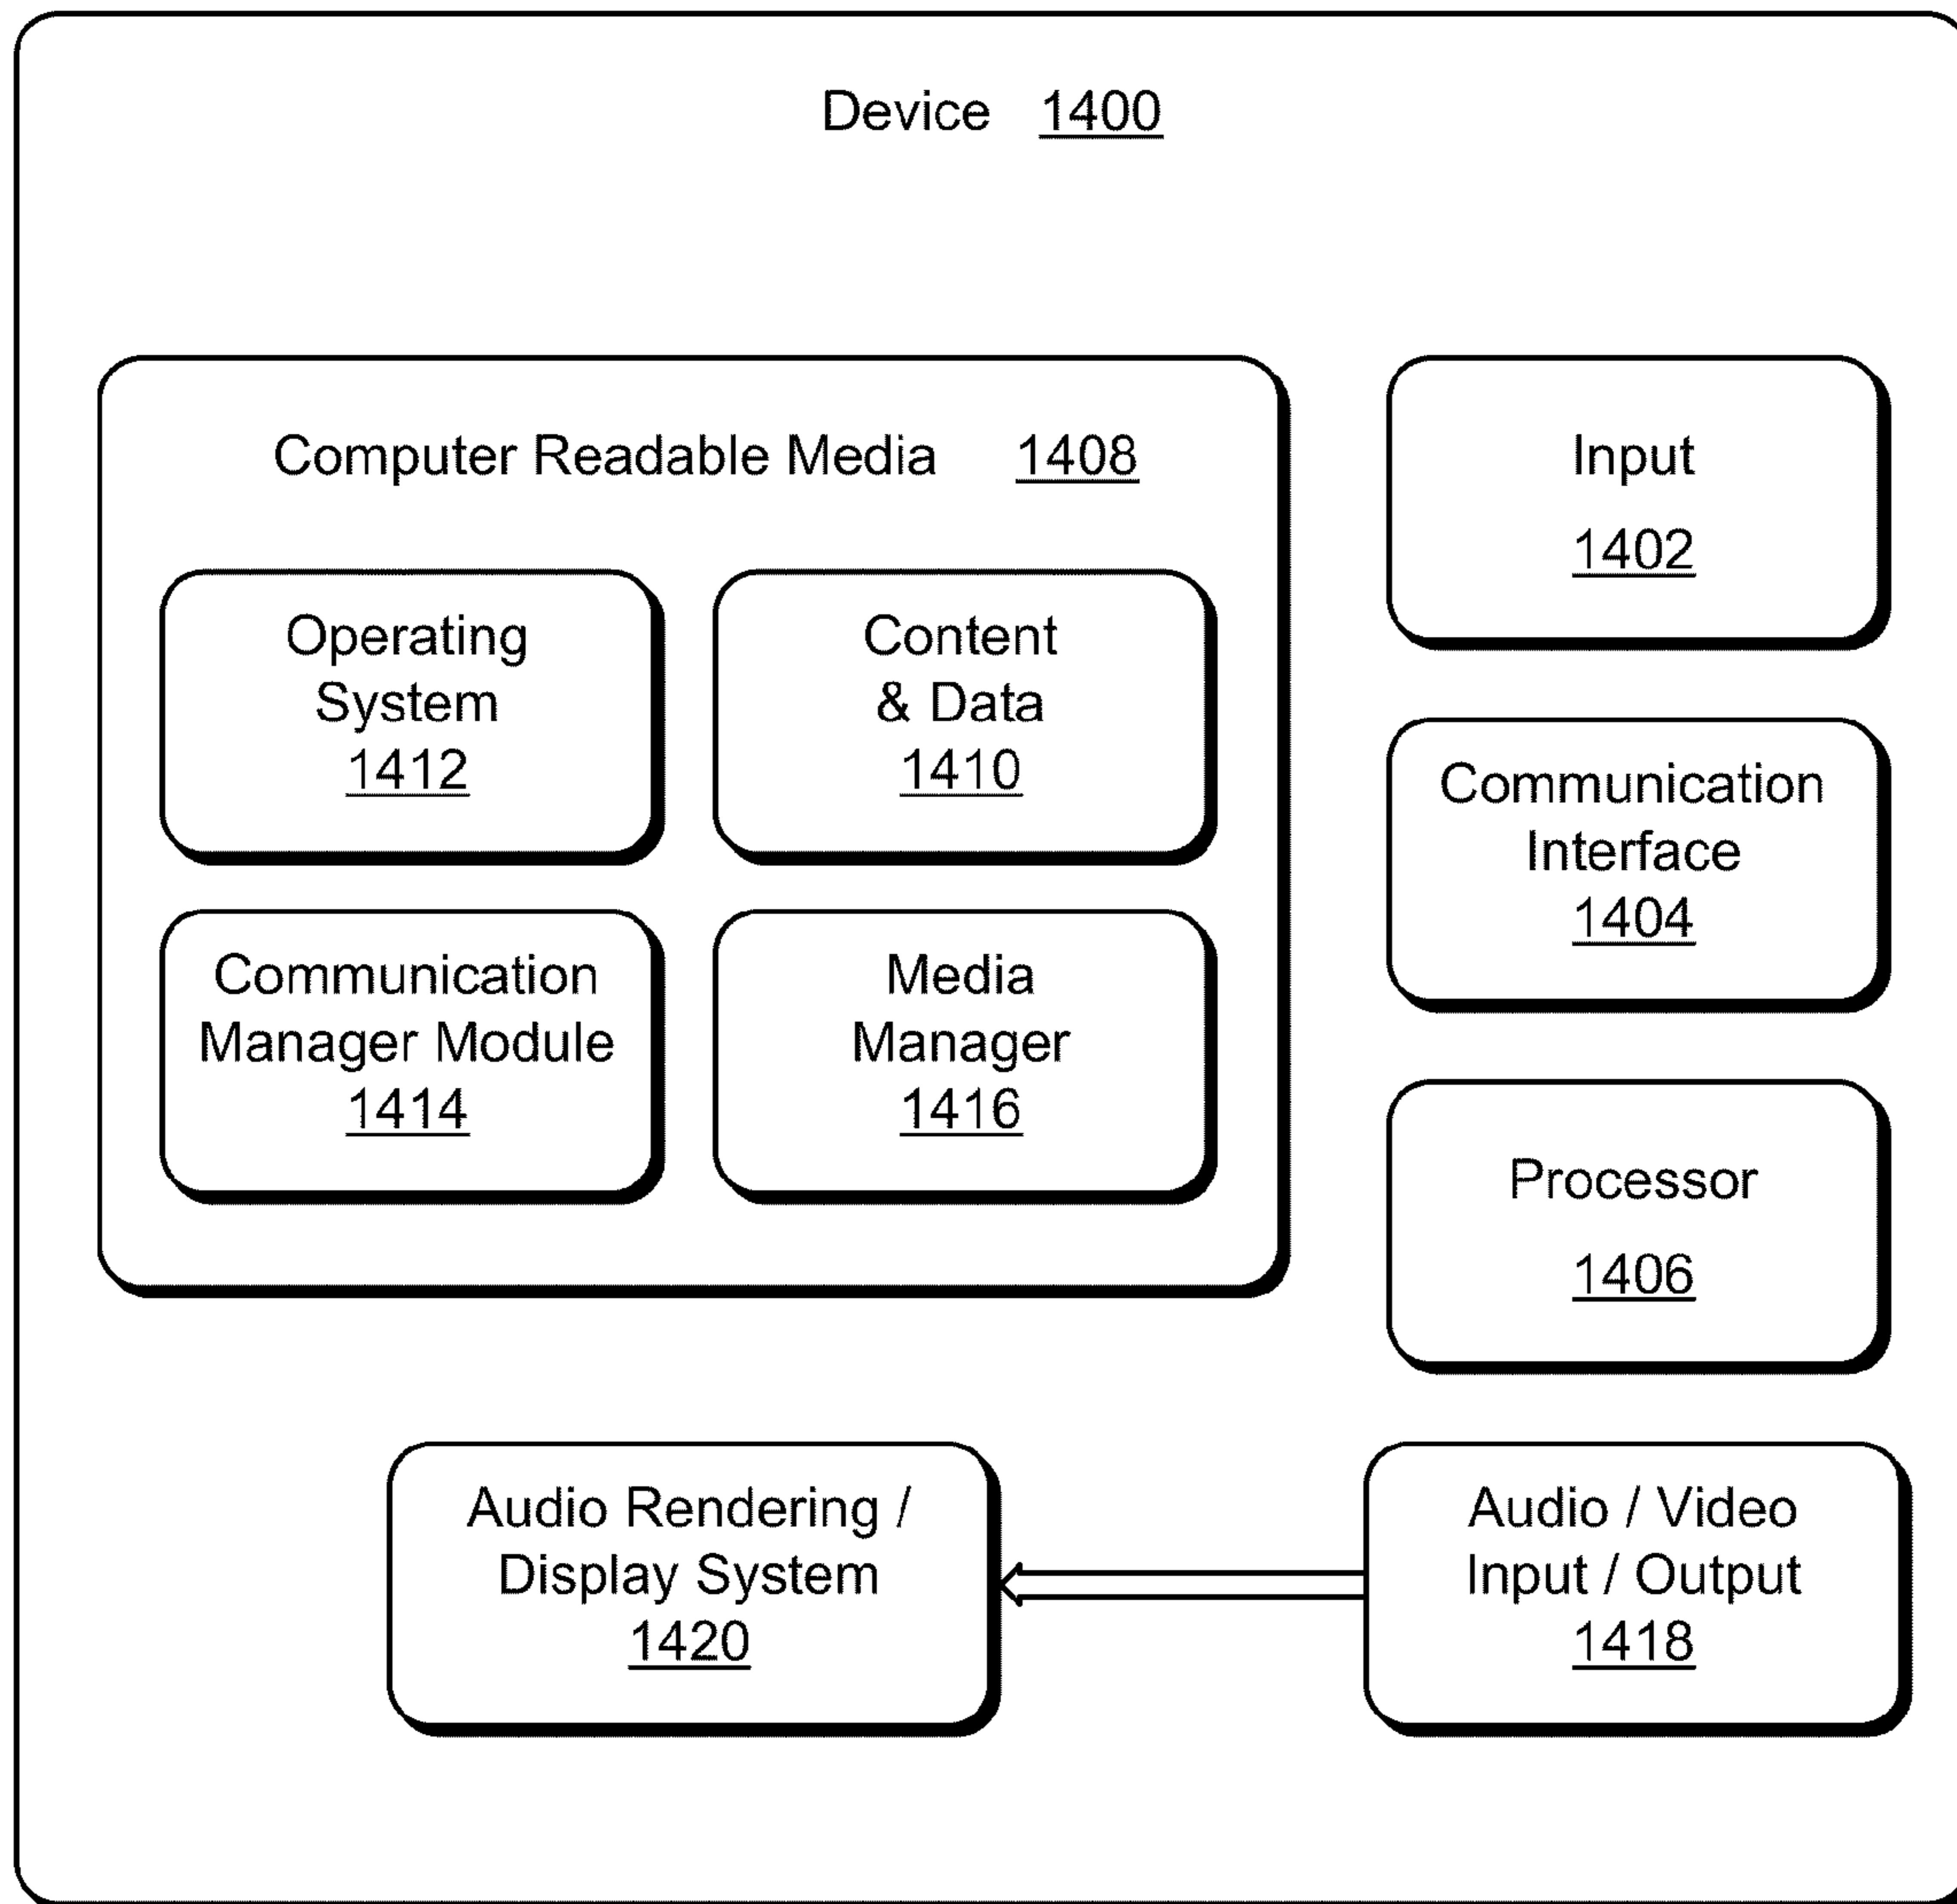 Device 1400
Computer Readable Media 1408
Operating
System
1412
Content
& Data
1410
Communication
Manager Module
1414
Media
Manager
1416
Input
1402
Communication
Interface
1404
Processor
1406
Audio Rendering /
Display System
1420
Audio / Video
Input / Output
1418